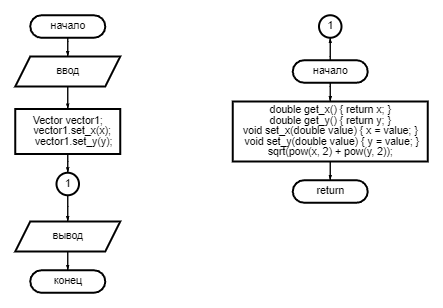 начало
ввод
Vector vector1;
vector1.set_x(x);
vector1.set_y(y);
1
вывод
конец
1
начало
double get_x() { return x; }
double get_y() { return y; }
void set_x(double value) { x = value; }
void set_y(double value) { y = value; }
sqrt(pow(x, 2) + pow(y, 2));
return